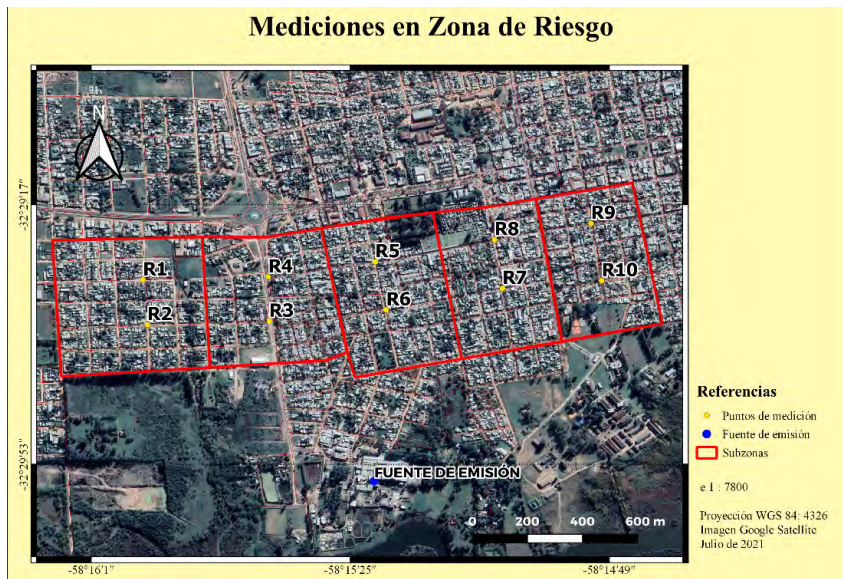 Mediciones en Zona de Riesgo
N
-32°29'17"
R9
R8
R5
R1
R4
R10
R7
R6
R2
R3
Referencias
Puntos de medición
Fuente de emisión
Subzonas
-32°29'53"
FUENTE DE EMISIÓN
e 1 : 7800
0 200 400 600 m
Proyección WGS 84: 4326
Imagen Google Satellite
Julio de 2021
-58°16'1" -58°15'25" -58°14'49"